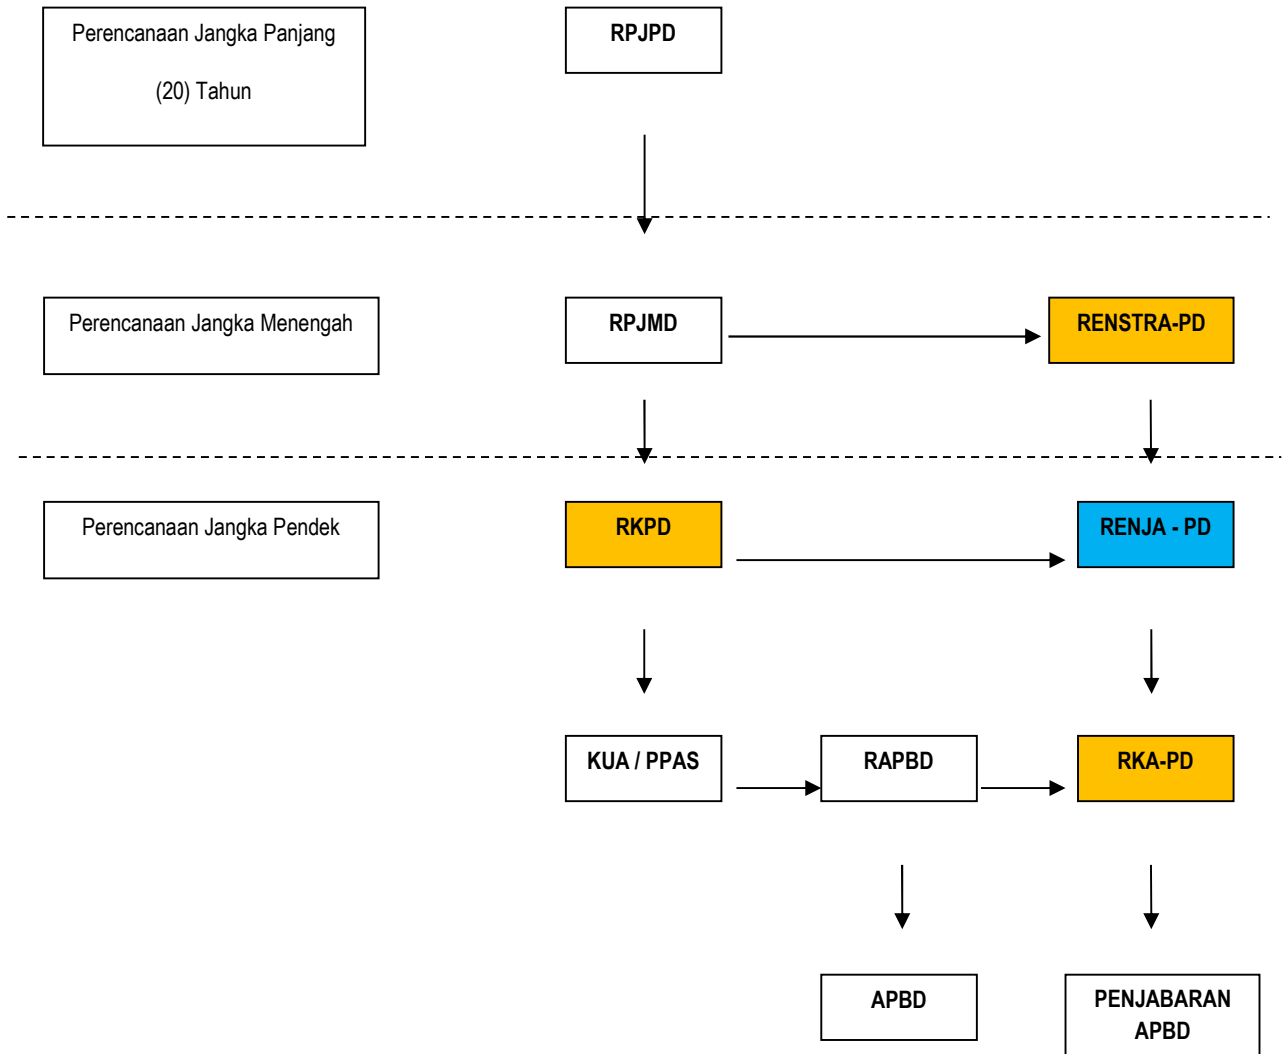 Perencanaan Jangka Panjang
(20) Tahun
RPJPD
Perencanaan Jangka Menengah
RPJMD
RENSTRA-PD
Perencanaan Jangka Pendek
RKPD
RENJA - PD
KUA / PPAS
RAPBD
RKA-PD
APBD
PENJABARAN
APBD